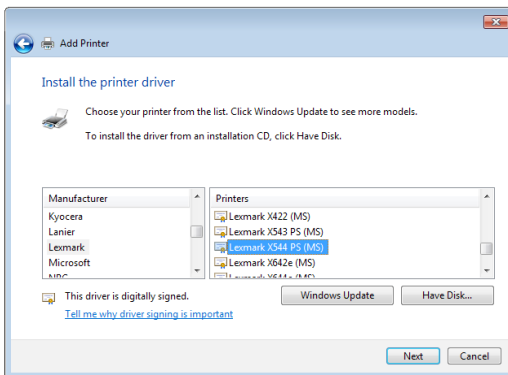 Add Printer
Install the printer driver
Choose your printer from the list. Click Windows Update to see more models.
To install the driver from an installation CD, click Have Disk.
Manufacturer
Kyocera
Lanier
Lexmark
Microsoft
Printers
Lexmark X422 (MS)
Lexmark X543 PS (MS)
Lexmark X544 PS (MS)
Lexmark X642e (MS)
This driver is digitally signed.
Tell me why driver signing is important
Windows Update
Have Disk...
Next
Cancel